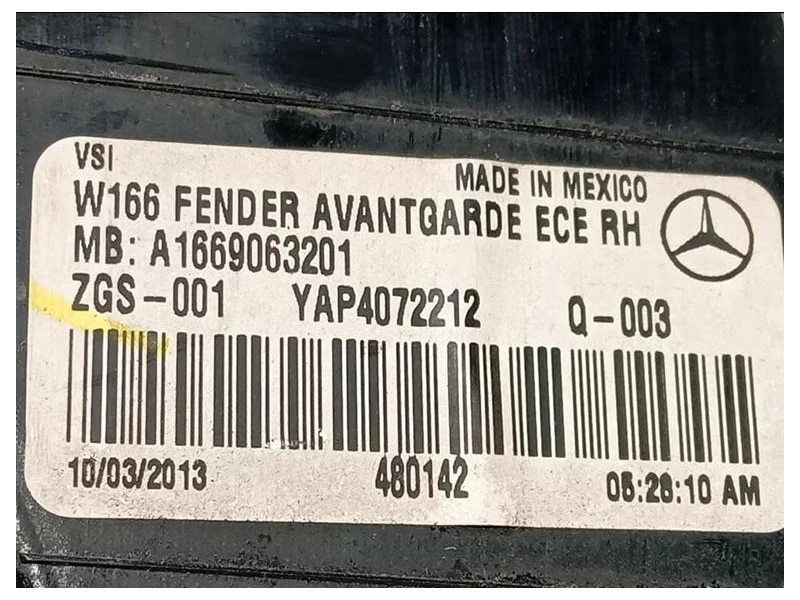 VSI
MADE IN MEXICO
W166 FENDER AVANTGARDE ECE RH
MB: A1669063201
ZGS-001 YAP4072212 Q-003
10/03/2013 480142 05:28:10 AM